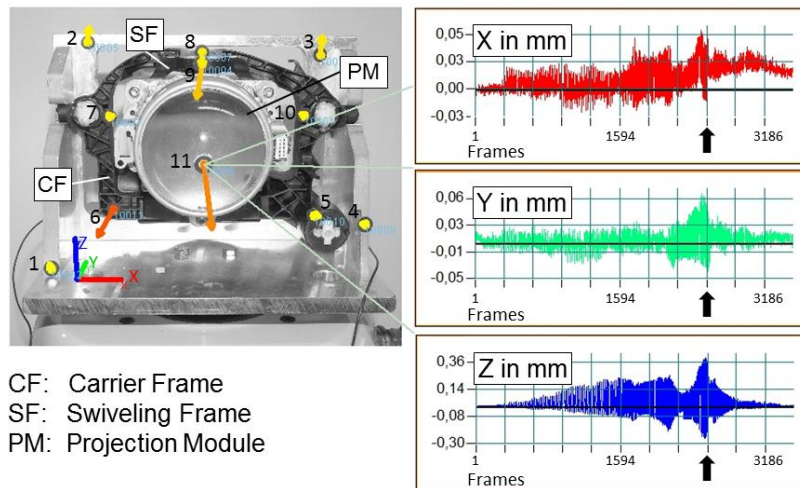 2
SF
8
3
PM
9
7
10
11
CF
6
5
4
1
Z
Y
X
CF: Carrier Frame
SF: Swiveling Frame
PM: Projection Module
X in mm
0,05
0,03
0,00
-0,03
1 1594 3186
Frames
Y in mm
0,06
0,03
-0,01
-0,05
1 1594 3186
Frames
Z in mm
0,36
0,14
-0,08
-0,30
1 1594 3186
Frames